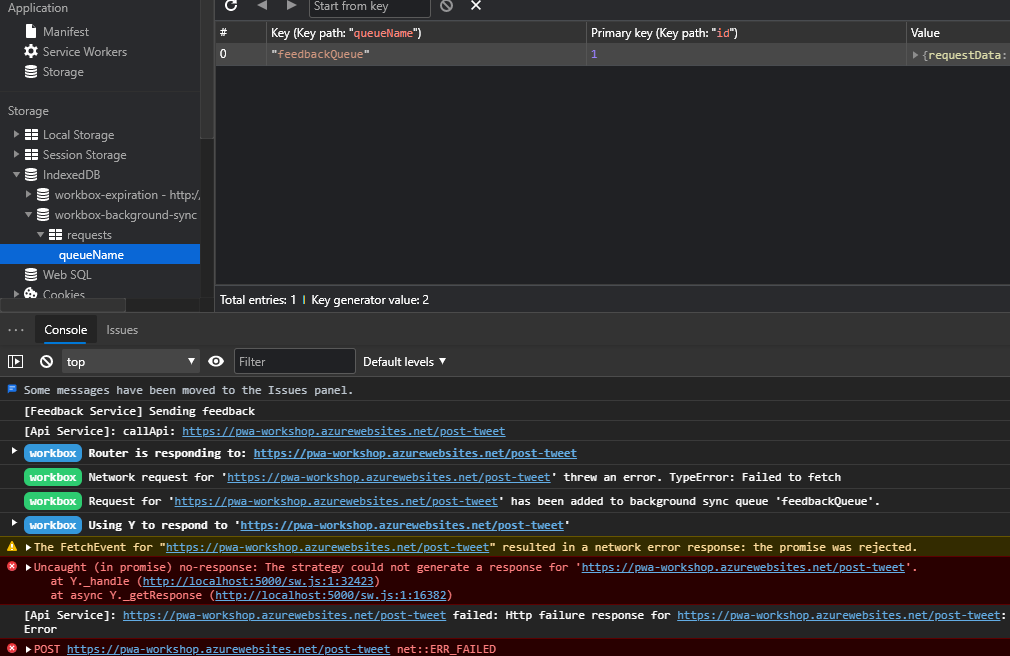 Application
Manifest
Service Workers
Storage
Storage
Local Storage
Session Storage
IndexedDB
workbox-expiration - http:/
workbox-background-sync
requests
queueName
Web SQL
Cookies
Start from key
# Key (Key path: "queueName") Primary key (Key path: "id") Value
0 "feedbackQueue" 1 {requestData:
Total entries: 1 Key generator value: 2
Console Issues
top Filter Default levels
Some messages have been moved to the Issues panel.
[Feedback Service] Sending feedback
[Api Service]: callApi: https://pwa-workshop.azurewebsites.net/post-tweet
workbox Router is responding to: https://pwa-workshop.azurewebsites.net/post-tweet
workbox Network request for 'https://pwa-workshop.azurewebsites.net/post-tweet' threw an error. TypeError: Failed to fetch
workbox Request for 'https://pwa-workshop.azurewebsites.net/post-tweet' has been added to background sync queue 'feedbackQueue'.
workbox Using Y to respond to 'https://pwa-workshop.azurewebsites.net/post-tweet'
The FetchEvent for "https://pwa-workshop.azurewebsites.net/post-tweet" resulted in a network error response: the promise was rejected.
Uncaught (in promise) no-response: The strategy could not generate a response for 'https://pwa-workshop.azurewebsites.net/post-tweet'.
at Y._handle (http://localhost:5000/sw.js:1:32423)
at async Y._getResponse (http://localhost:5000/sw.js:1:16382)
[Api Service]: https://pwa-workshop.azurewebsites.net/post-tweet failed: Http failure response for https://pwa-workshop.azurewebsites.net/post-tweet:
Error
POST https://pwa-workshop.azurewebsites.net/post-tweet net::ERR_FAILED